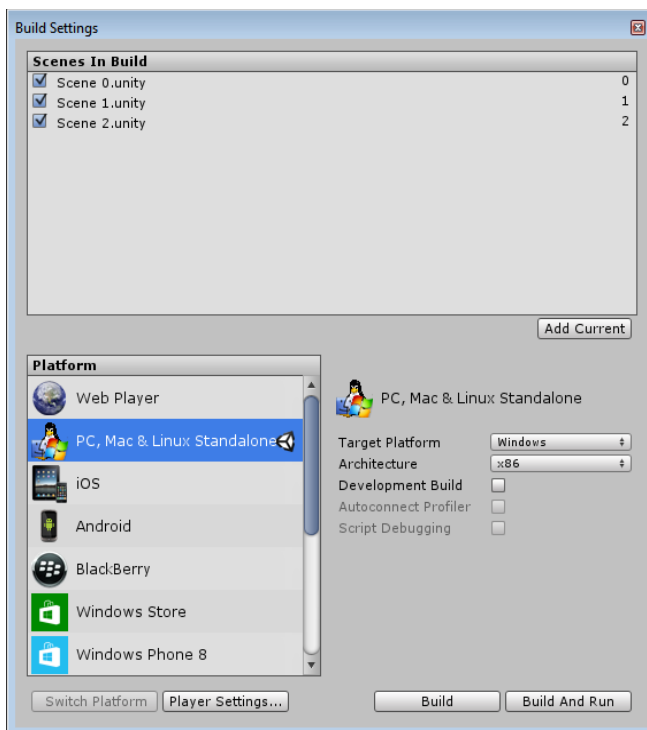 Build Settings
Scenes In Build
Scene 0.unity 0
Scene 1.unity 1
Scene 2.unity 2
Add Current
Platform
Web Player
PC, Mac & Linux Standalone
iOS
Android
BlackBerry
Windows Store
Windows Phone 8
PC, Mac & Linux Standalone
Target Platform Windows
Architecture x86
Development Build
Autoconnect Profiler
Script Debugging
Switch Platform Player Settings... Build Build And Run